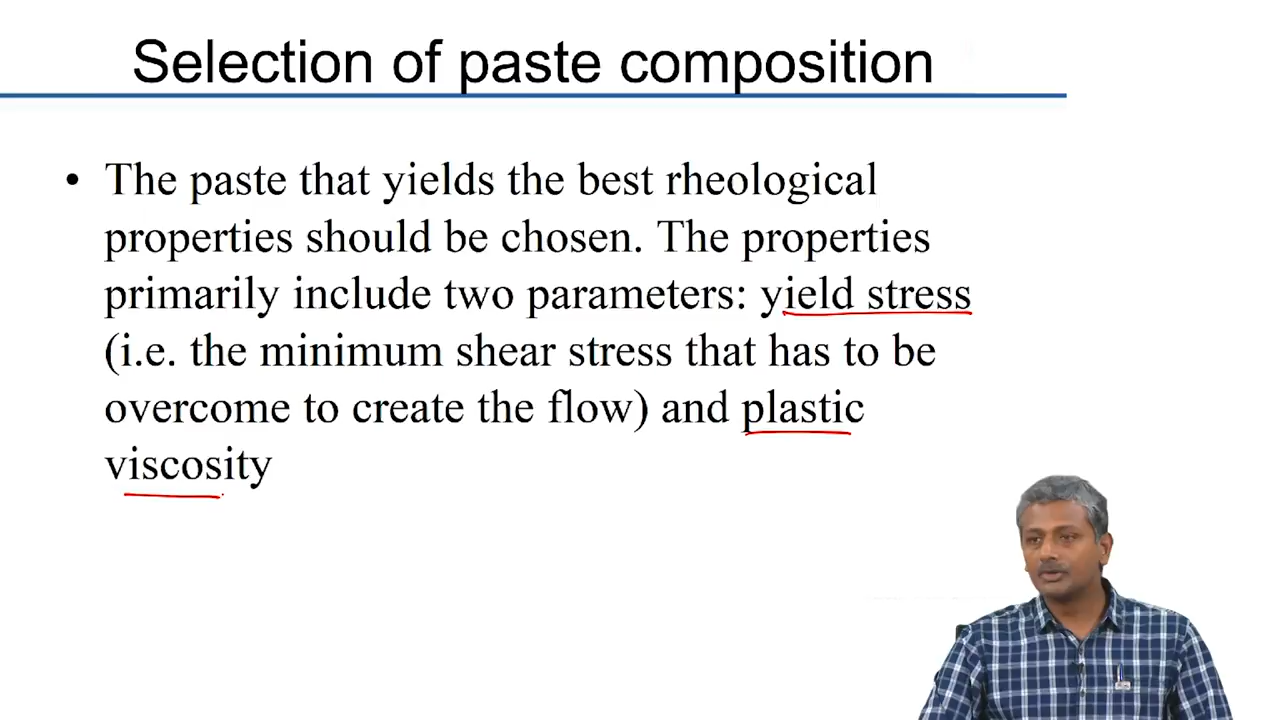 Selection of paste composition
• The paste that yields the best rheological
properties should be chosen. The properties
primarily include two parameters: yield stress
(i.e. the minimum shear stress that has to be
overcome to create the flow) and plastic
viscosity